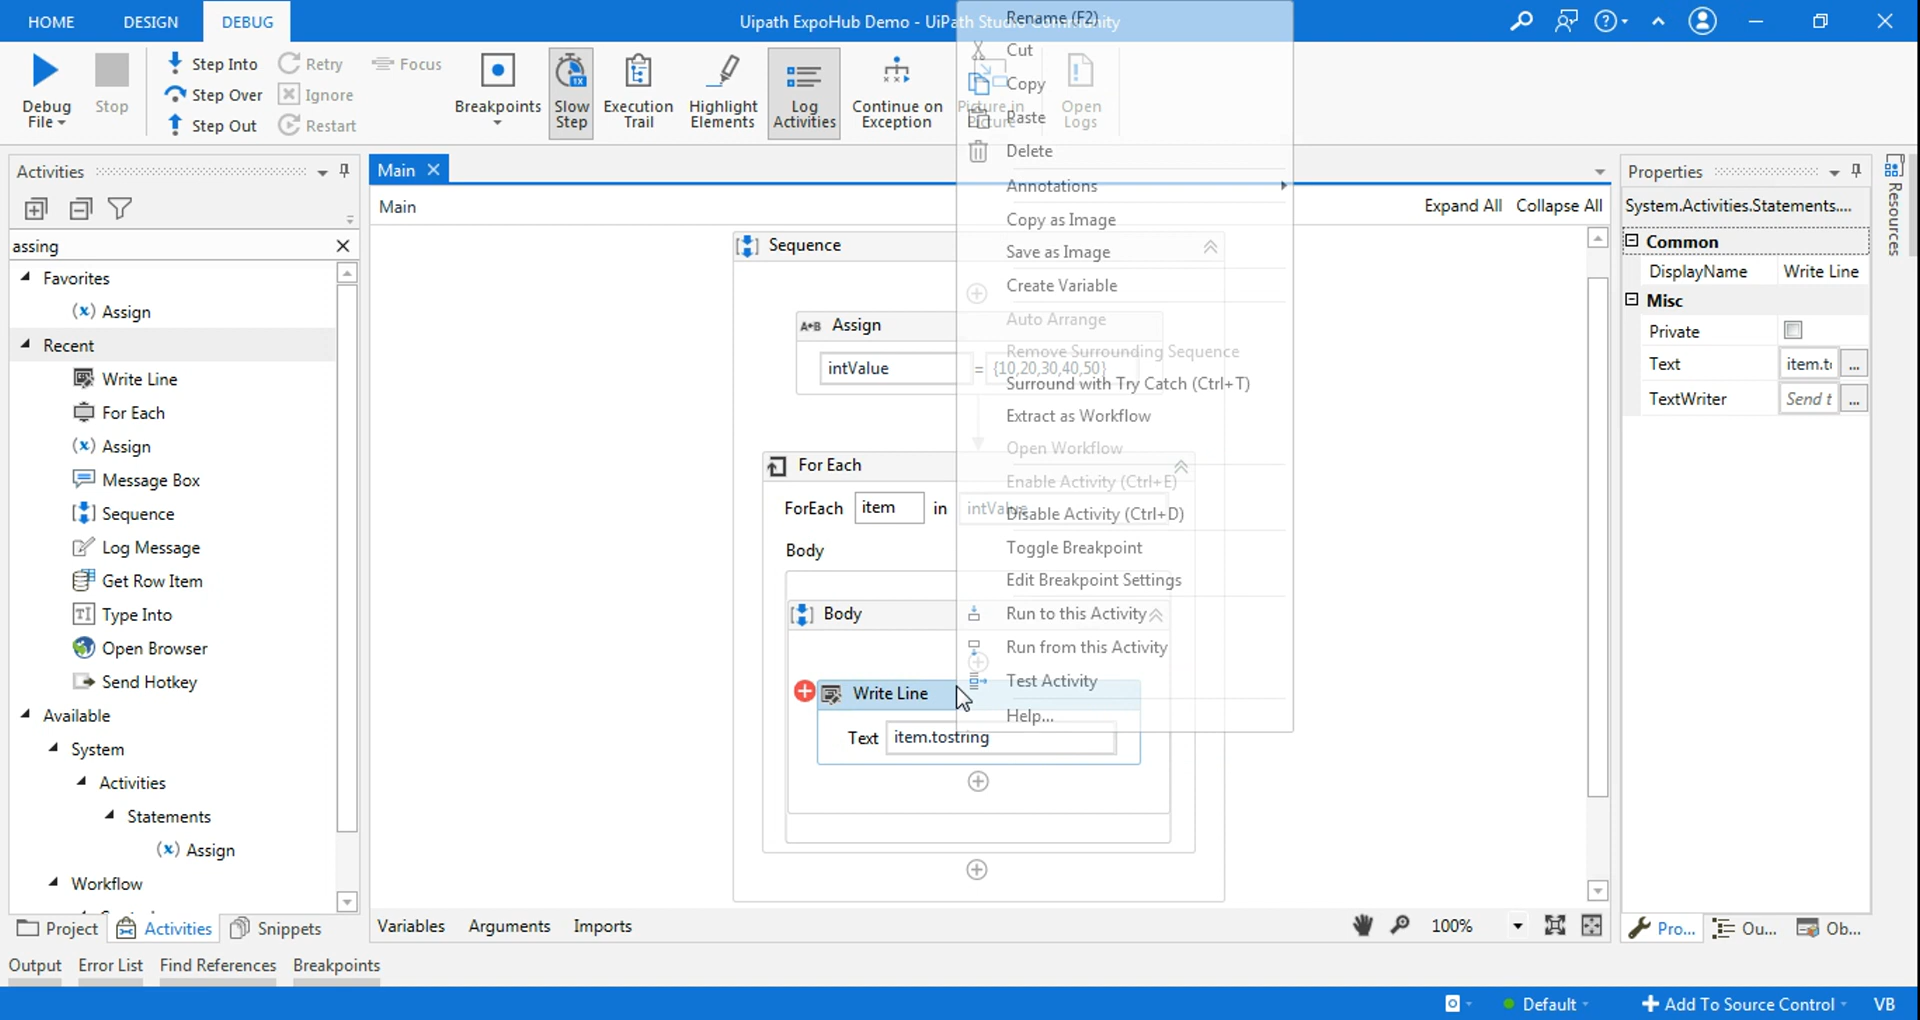 HOME DESIGN DEBUG
Uipath ExpoHub Demo - UiPath Studio Community
Rename (F2)
Debug File
Stop
Step Into
Step Over
Step Out
Retry
Ignore
Restart
Focus
Breakpoints
Slow Step
Execution Trail
Highlight Elements
Log Activities
Continue on Exception
Picture in Picture
Open Logs
Cut
Copy
Paste
Delete
Annotations
Copy as Image
Save as Image
Create Variable
Auto Arrange
Remove Surrounding Sequence
Surround with Try Catch (Ctrl+T)
Extract as Workflow
Open Workflow
Enable Activity (Ctrl+E)
Disable Activity (Ctrl+D)
Toggle Breakpoint
Edit Breakpoint Settings
Run to this Activity
Run from this Activity
Test Activity
Help...
Activities
assing
Favorites
(x) Assign
Recent
Write Line
For Each
(x) Assign
Message Box
Sequence
Log Message
Get Row Item
TI Type Into
Open Browser
Send Hotkey
Available
System
Activities
Statements
(x) Assign
Workflow
Project Activities Snippets
Main
Main
Expand All Collapse All
Sequence
A+B Assign
intValue = {10,20,30,40,50}
For Each
ForEach item in intValue
Body
Body
Write Line
Text item.tostring
Variables Arguments Imports
100%
Properties
System.Activities.Statements....
Common
DisplayName Write Line
Misc
Private
Text item.t ...
TextWriter Send t ...
Pro... Ou... Ob...
Resources
Output Error List Find References Breakpoints
Default
Add To Source Control
VB